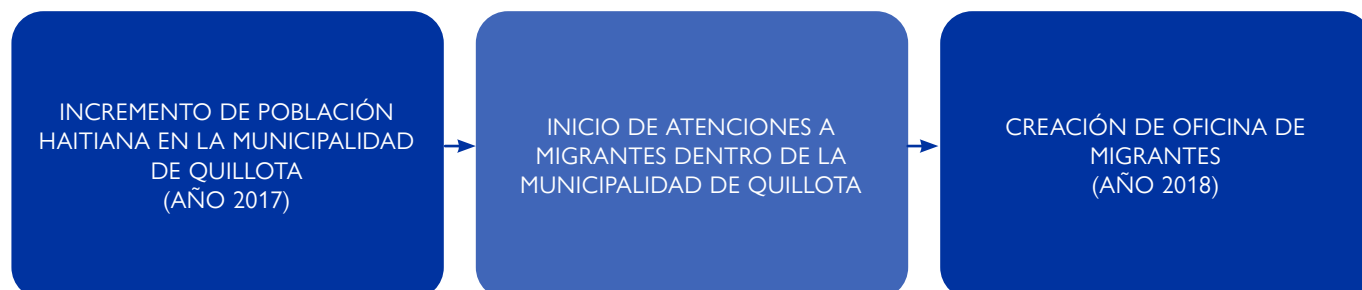 INCREMENTO DE POBLACIÓN
HAITIANA EN LA MUNICIPALIDAD
DE QUILLOTA
(AÑO 2017)
INICIO DE ATENCIONES A
MIGRANTES DENTRO DE LA
MUNICIPALIDAD DE QUILLOTA
CREACIÓN DE OFICINA DE
MIGRANTES
(AÑO 2018)